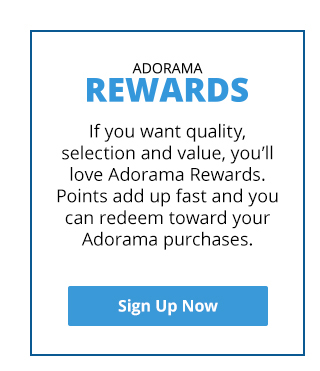 ADORAMA
REWARDS
If you want quality,
selection and value, you’ll
love Adorama Rewards.
Points add up fast and you
can redeem toward your
Adorama purchases.
Sign Up Now